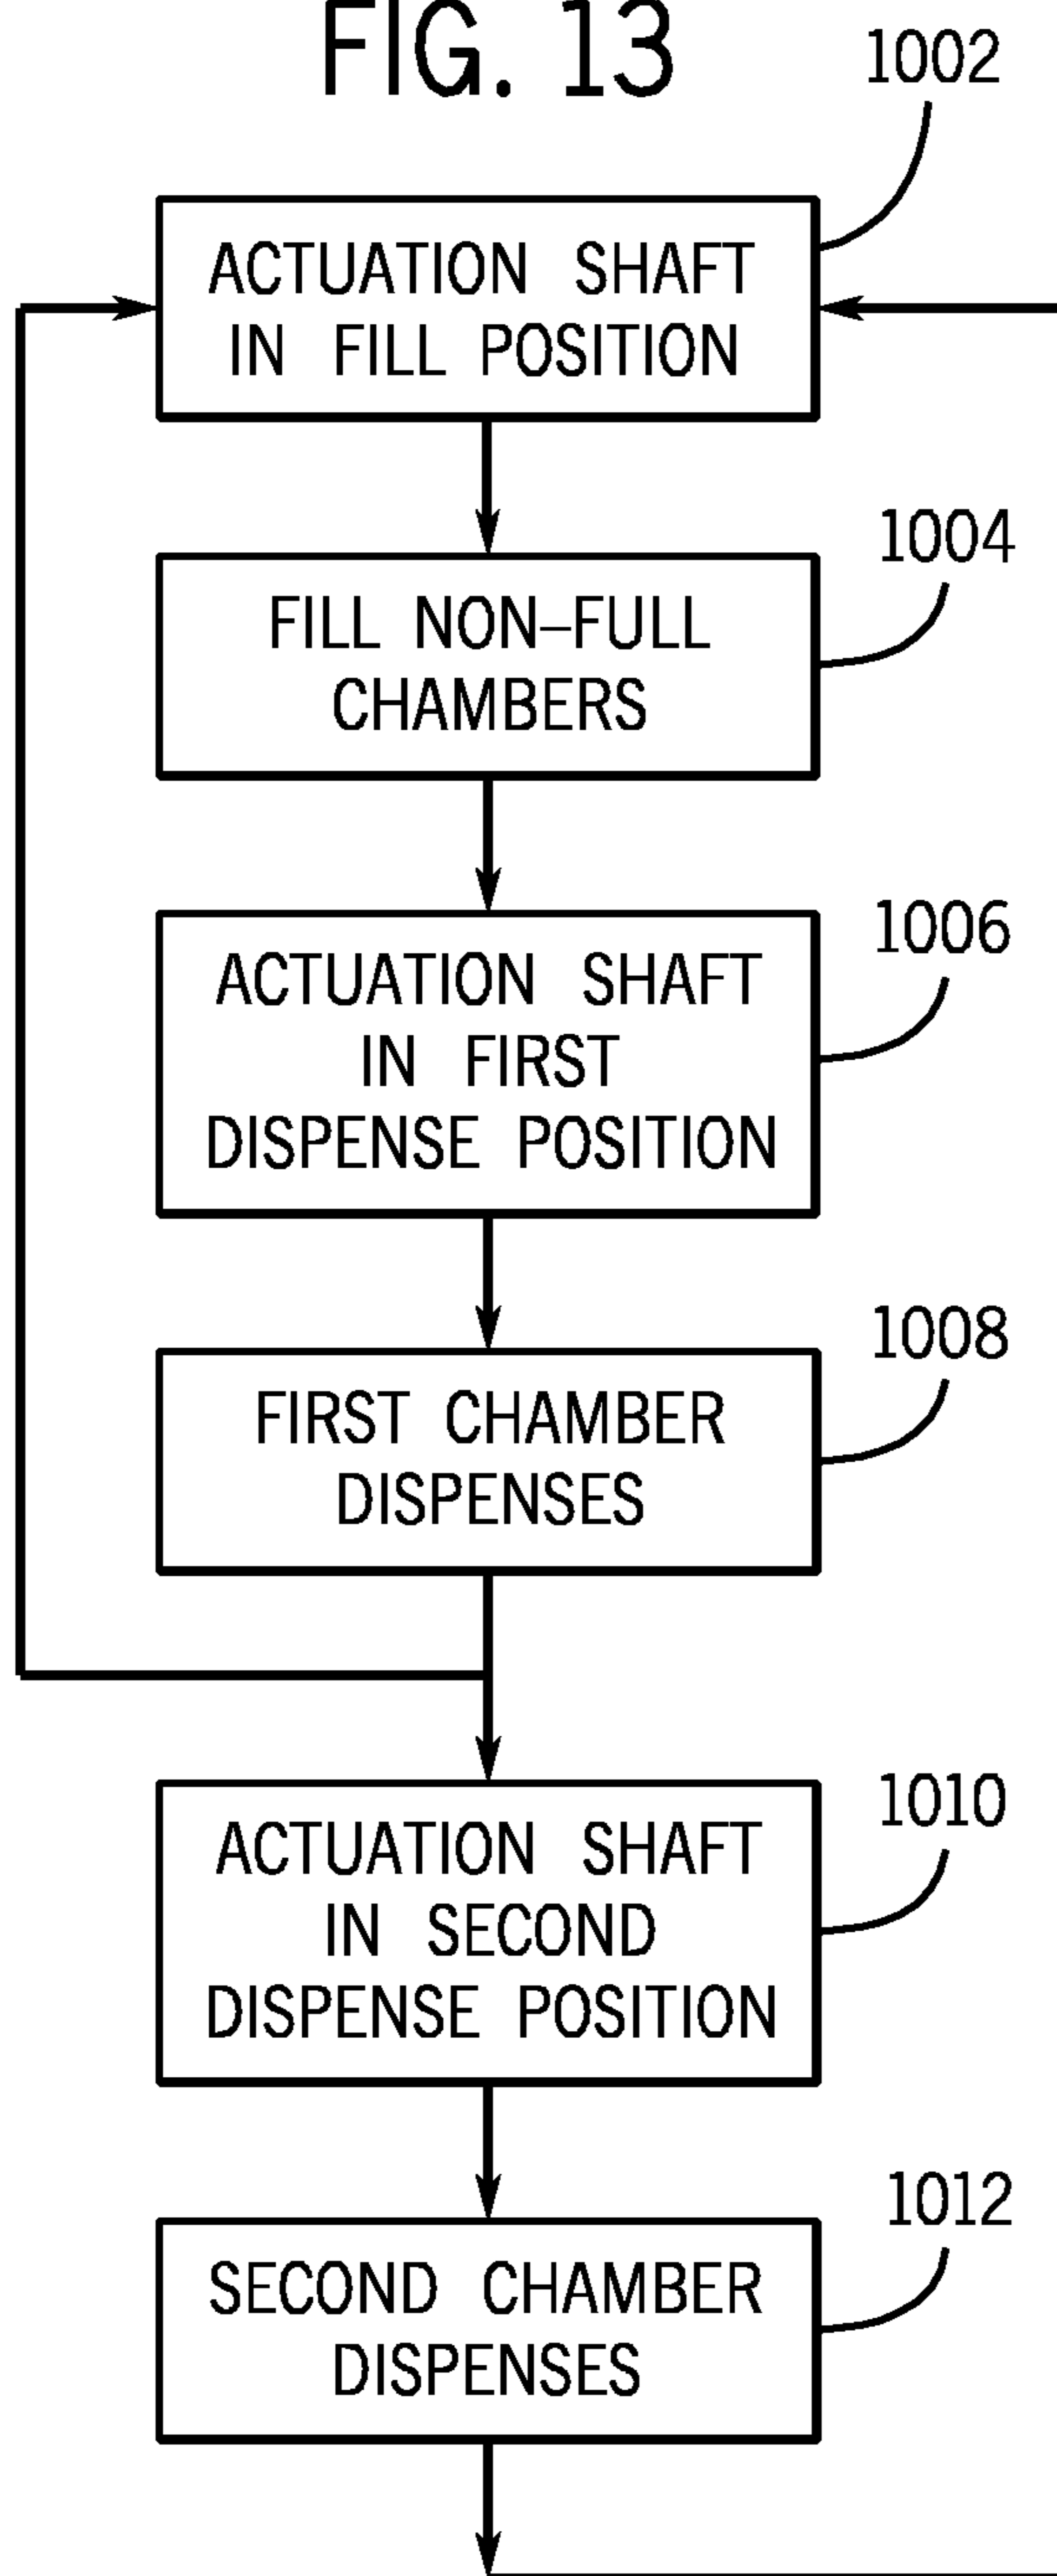 FIG. 13
1002
ACTUATION SHAFT
IN FILL POSITION
1004
FILL NON–FULL
CHAMBERS
1006
ACTUATION SHAFT
IN FIRST
DISPENSE POSITION
1008
FIRST CHAMBER
DISPENSES
1010
ACTUATION SHAFT
IN SECOND
DISPENSE POSITION
1012
SECOND CHAMBER
DISPENSES